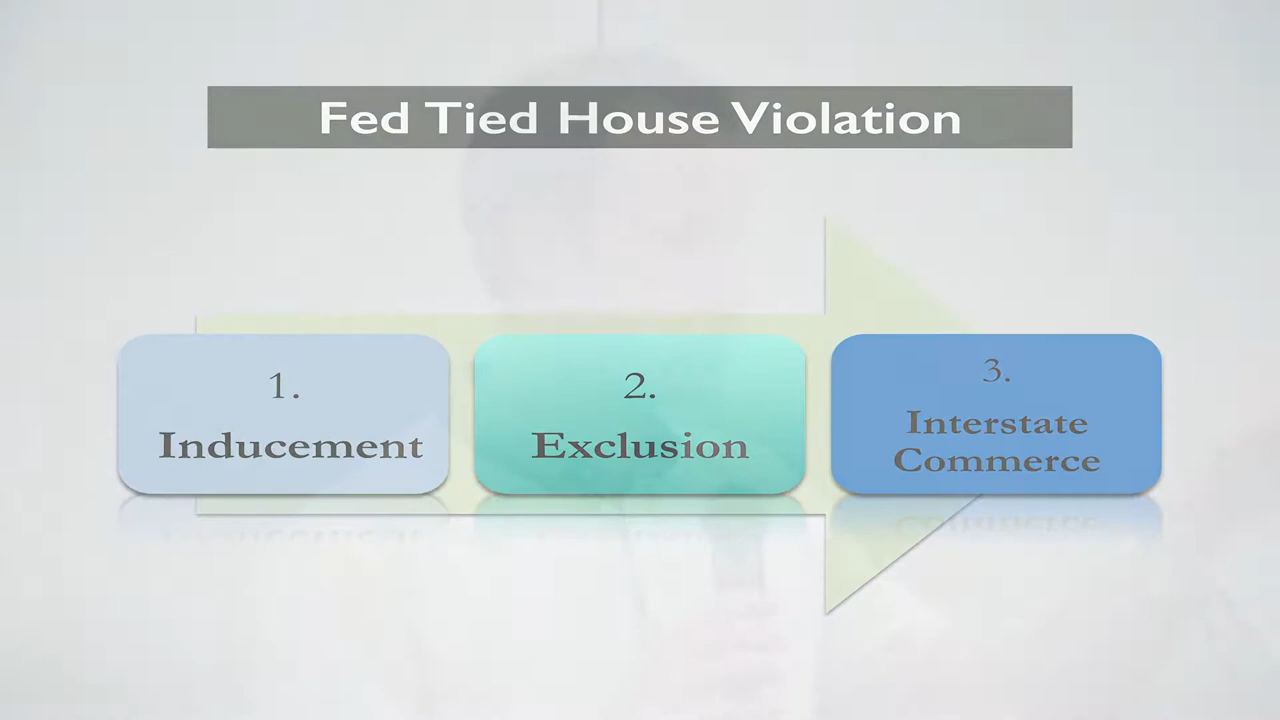 Fed Tied House Violation
1.
Inducement
2.
Exclusion
3.
Interstate
Commerce